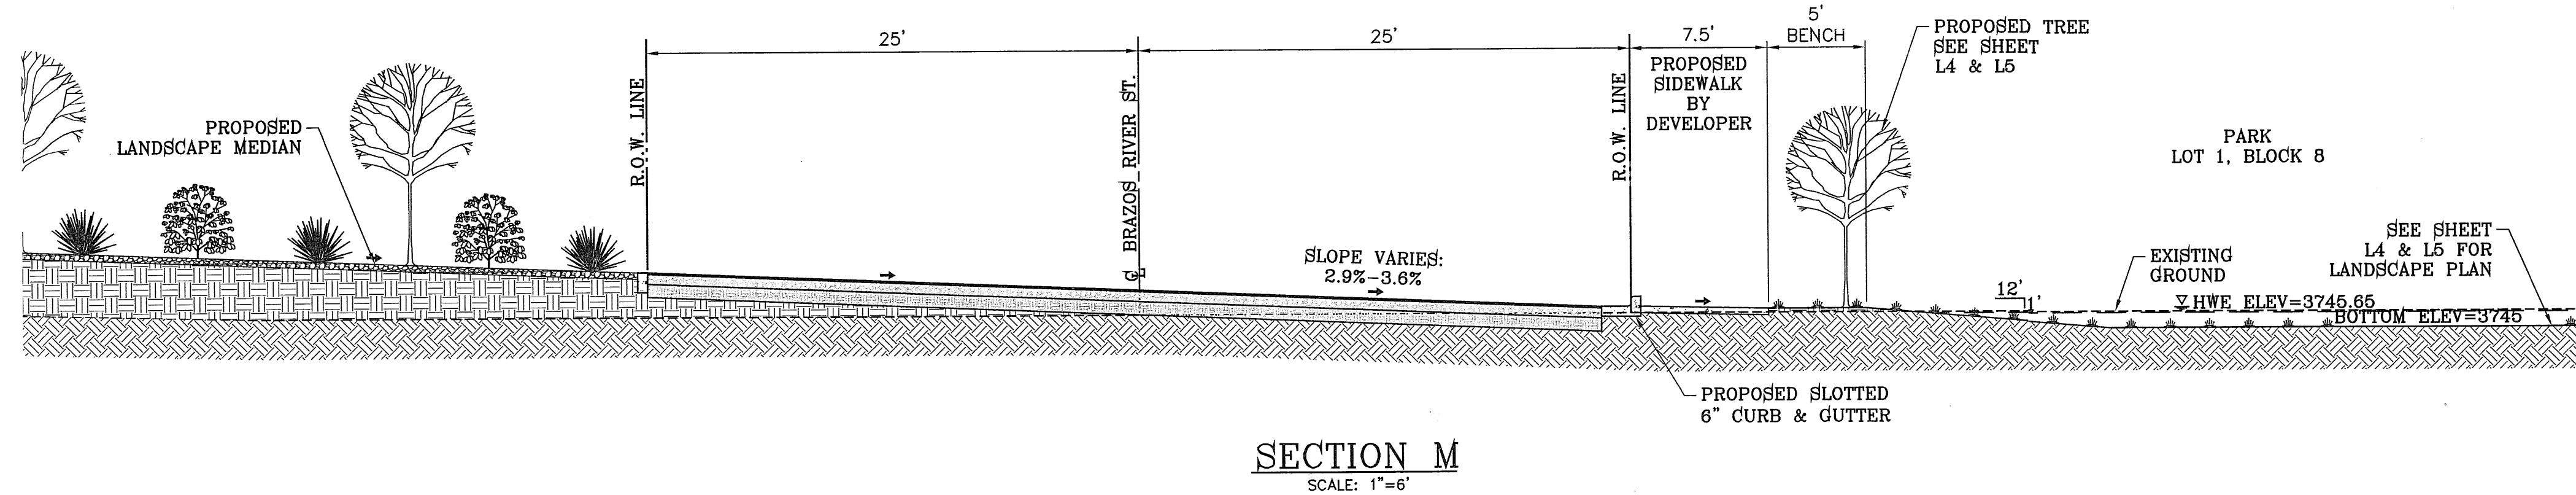 25'
25'
7.5'
5'
BENCH
PROPOSED TREE
SEE SHEET
L4 & L5
PROPOSED
LANDSCAPE MEDIAN
R.O.W. LINE
℄ BRAZOS RIVER ST.
R.O.W. LINE
PROPOSED
SIDEWALK
BY
DEVELOPER
PARK
LOT 1, BLOCK 8
SLOPE VARIES:
2.9%-3.6%
EXISTING
GROUND
SEE SHEET
L4 & L5 FOR
LANDSCAPE PLAN
12'
1'
HWE ELEV=3745.65
BOTTOM ELEV=3745
PROPOSED SLOTTED
6" CURB & GUTTER
SECTION M
SCALE: 1"=6'